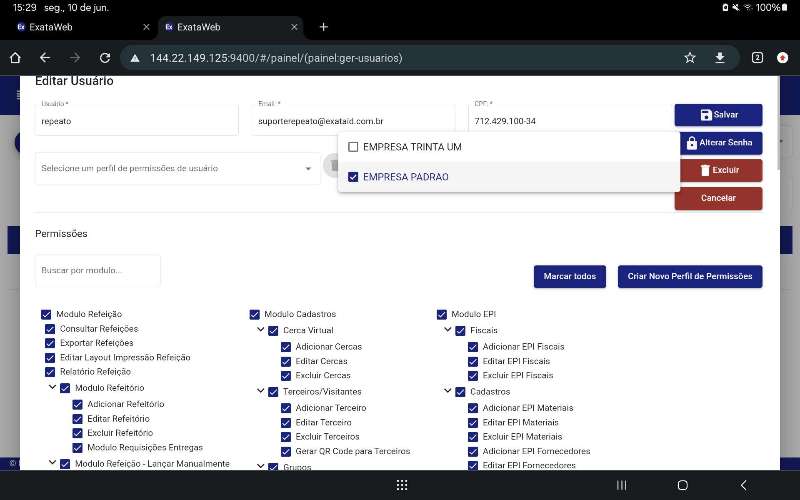 15:29 seg., 10 de jun. 100%
ExataWeb × ExataWeb × +
144.22.149.125:9400/#/painel/(painel:ger-usuarios) 2
Editar Usuário
Usuário * Email * CPF *
repeato suporterepeato@exataid.com.br 712.429.100-34 Salvar
EMPRESA TRINTA UM Alterar Senha
Selecione um perfil de permissões de usuário EMPRESA PADRAO Excluir
Cancelar
Permissões
Buscar por modulo... Marcar todos Criar Novo Perfil de Permissões
Modulo Refeição Modulo Cadastros Modulo EPI
Consultar Refeições Cerca Virtual Fiscais
Exportar Refeições Adicionar Cercas Adicionar EPI Fiscais
Editar Layout Impressão Refeição Editar Cercas Editar EPI Fiscais
Relatório Refeição Excluir Cercas Excluir EPI Fiscais
Modulo Refeitório Terceiros/Visitantes Cadastros
Adicionar Refeitório Adicionar Terceiro Adicionar EPI Materiais
Editar Refeitório Editar Terceiro Editar EPI Materiais
Excluir Refeitório Excluir Terceiros Excluir EPI Materiais
Modulo Requisições Entregas Gerar QR Code para Terceiros Adicionar EPI Fornecedores
Modulo Refeição - Lançar Manualmente Grupos Editar EPI Fornecedores